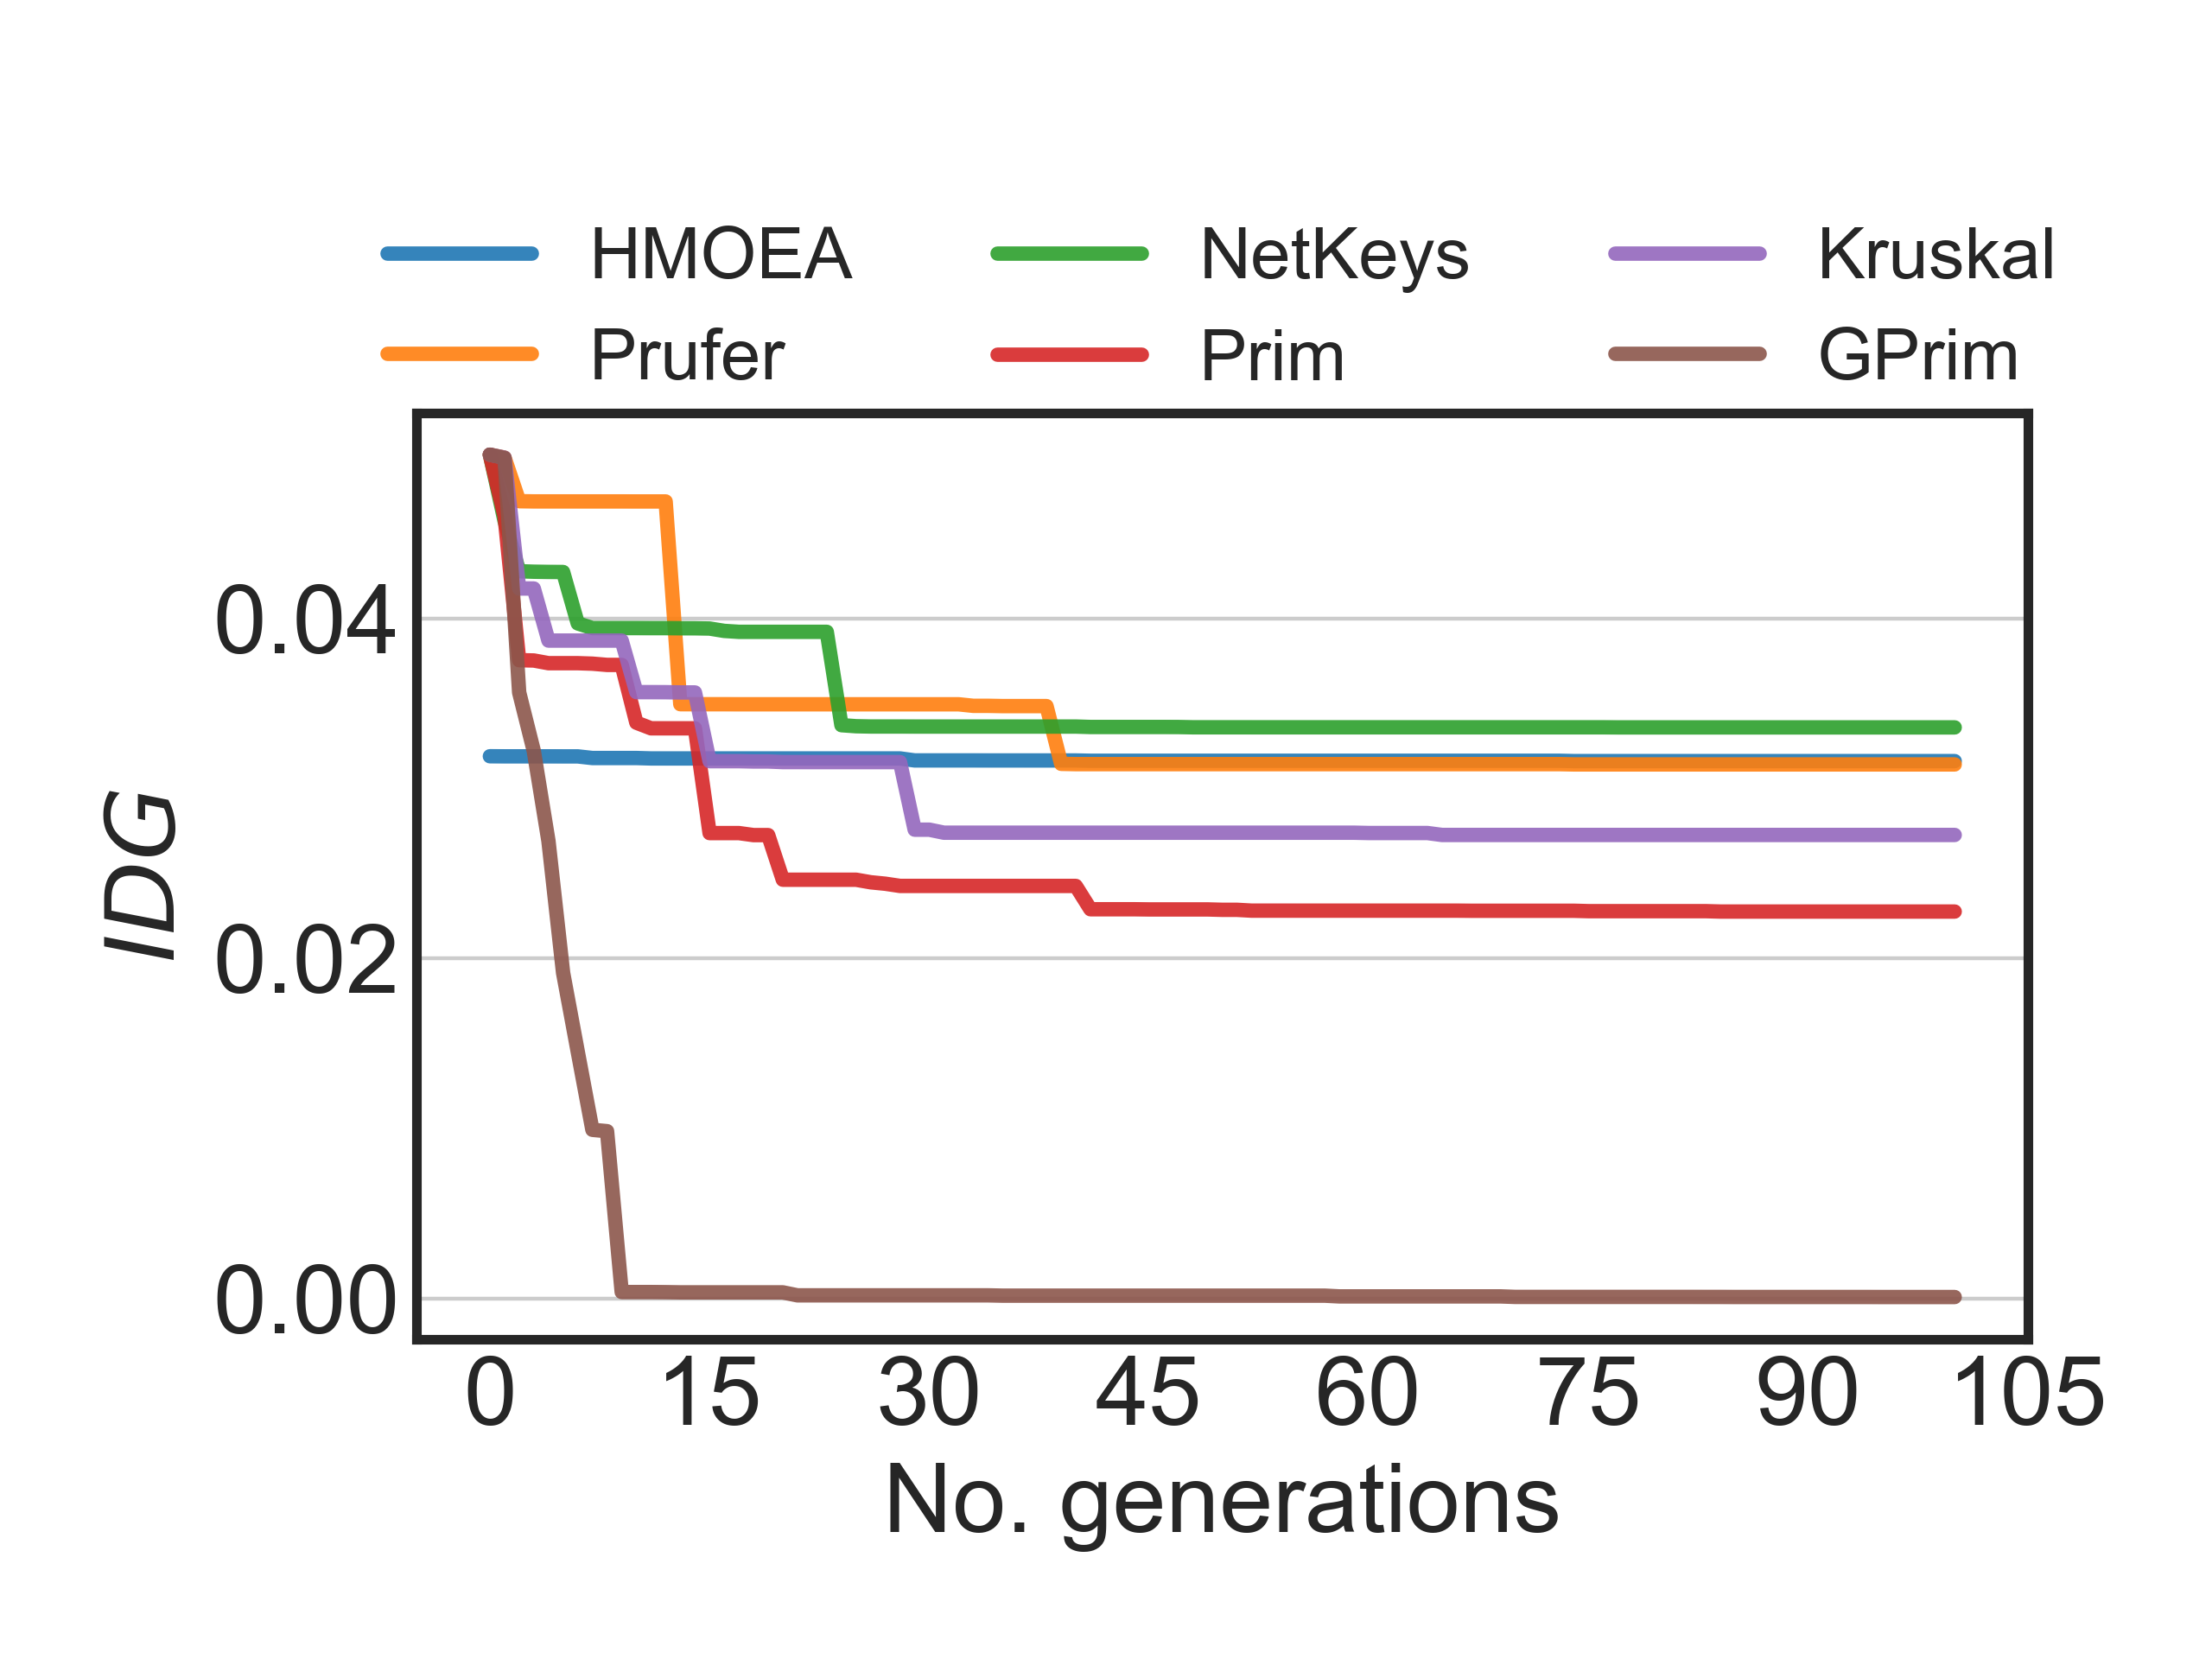 HMOEA NetKeys Kruskal
Prufer Prim GPrim
0.04
0.02
0.00
IDG
0 15 30 45 60 75 90 105
No. generations